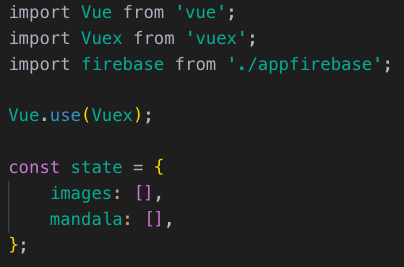 import Vue from 'vue';
import Vuex from 'vuex';
import firebase from './appfirebase';

Vue.use(Vuex);

const state = {
    images: [],
    mandala: [],
};